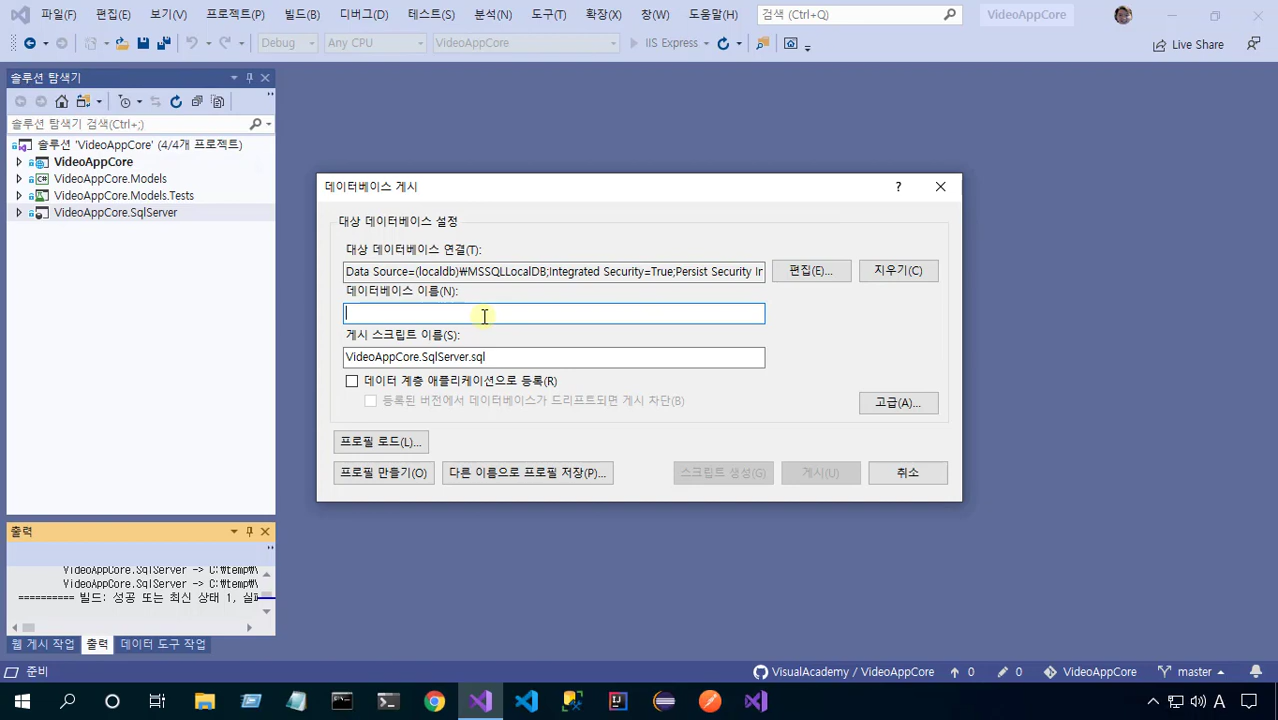 파일(F) 편집(E) 보기(V) 프로젝트(P) 빌드(B) 디버그(D) 테스트(S) 분석(N) 도구(T) 확장(X) 창(W) 도움말(H) 검색 (Ctrl+Q) VideoAppCore
Debug Any CPU VideoAppCore IIS Express Live Share
솔루션 탐색기
솔루션 탐색기 검색(Ctrl+;)
솔루션 'VideoAppCore' (4/4개 프로젝트)
VideoAppCore
VideoAppCore.Models
VideoAppCore.Models.Tests
VideoAppCore.SqlServer
데이터베이스 게시
대상 데이터베이스 설정
대상 데이터베이스 연결(T):
Data Source=(localdb)₩MSSQLLocalDB;Integrated Security=True;Persist Security In 편집(E)... 지우기(C)
데이터베이스 이름(N):
게시 스크립트 이름(S):
VideoAppCore.SqlServer.sql
데이터 계층 애플리케이션으로 등록(R)
등록된 버전에서 데이터베이스가 드리프트되면 게시 차단(B) 고급(A)...
프로필 로드(L)...
프로필 만들기(O) 다른 이름으로 프로필 저장(P)... 스크립트 생성(G) 게시(U) 취소
출력
VideoAppCore.SqlServer -> C:₩temp₩
VideoAppCore.SqlServer -> C:₩temp₩
========== 빌드: 성공 또는 최신 상태 1, 실패
웹 게시 작업 출력 데이터 도구 작업
준비 VisualAcademy / VideoAppCore 0 0 VideoAppCore master
A